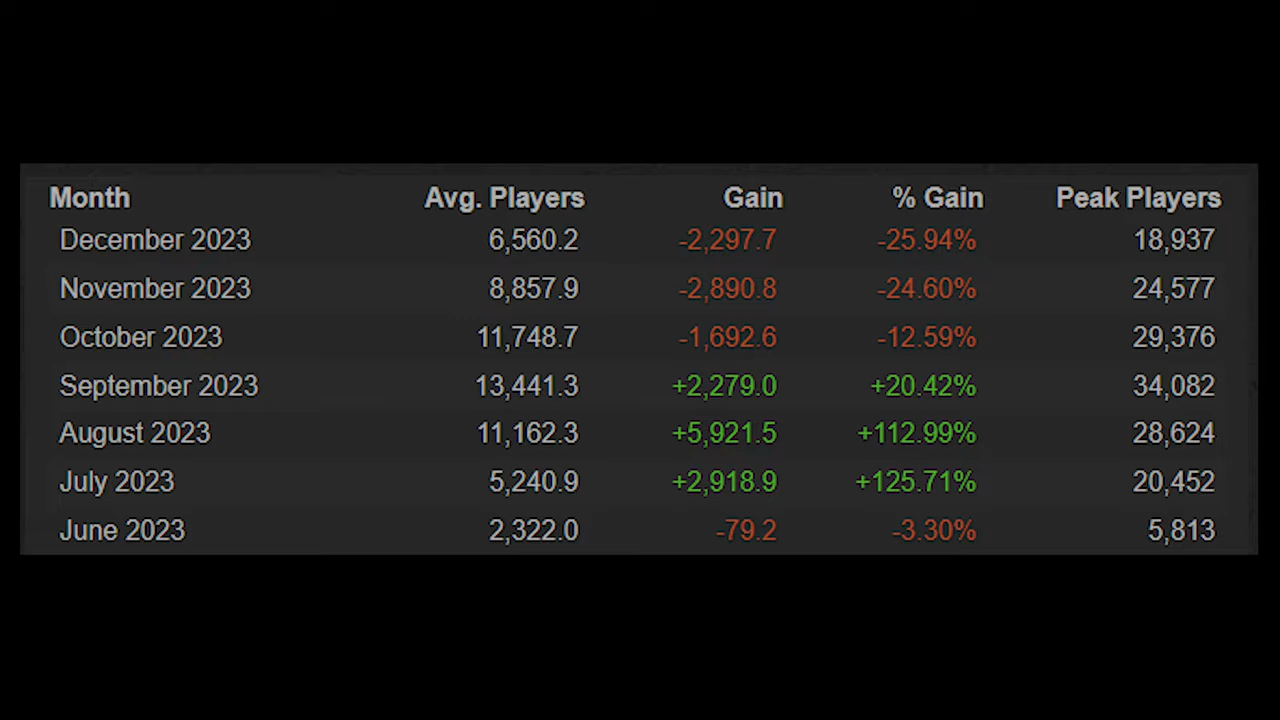 Month Avg. Players Gain % Gain Peak Players
December 2023 6,560.2 -2,297.7 -25.94% 18,937
November 2023 8,857.9 -2,890.8 -24.60% 24,577
October 2023 11,748.7 -1,692.6 -12.59% 29,376
September 2023 13,441.3 +2,279.0 +20.42% 34,082
August 2023 11,162.3 +5,921.5 +112.99% 28,624
July 2023 5,240.9 +2,918.9 +125.71% 20,452
June 2023 2,322.0 -79.2 -3.30% 5,813